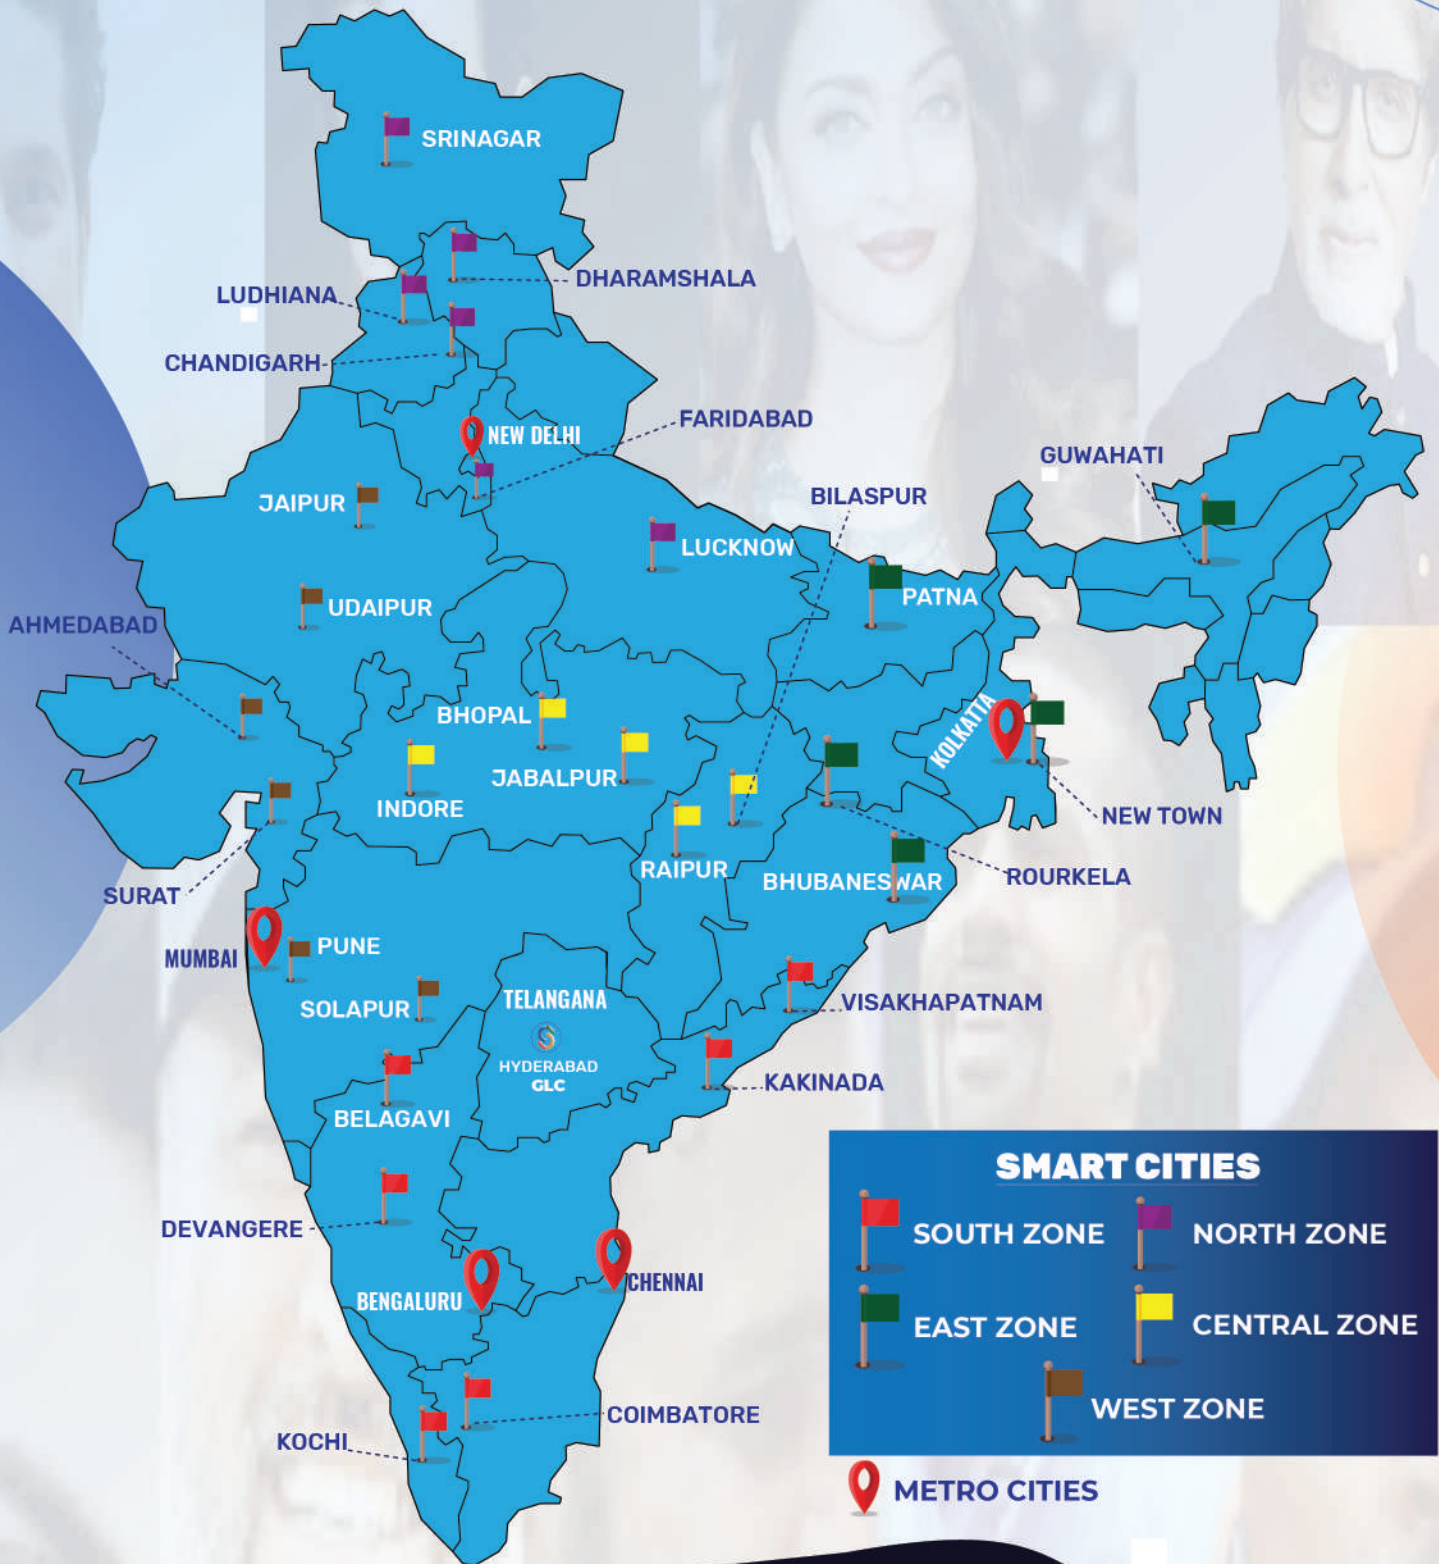 SRINAGAR
DHARAMSHALA
LUDHIANA
CHANDIGARH
FARIDABAD
NEW DELHI
GUWAHATI
BILASPUR
JAIPUR
LUCKNOW
PATNA
UDAIPUR
AHMEDABAD
KOLKATTA
BHOPAL
JABALPUR
INDORE
NEW TOWN
RAIPUR
BHUBANESWAR
ROURKELA
SURAT
PUNE
MUMBAI
SOLAPUR
TELANGANA
HYDERABAD
GLC
VISAKHAPATNAM
KAKINADA
BELAGAVI
DEVANGERE
CHENNAI
BENGALURU
COIMBATORE
KOCHI
SMART CITIES
SOUTH ZONE
NORTH ZONE
EAST ZONE
CENTRAL ZONE
WEST ZONE
METRO CITIES